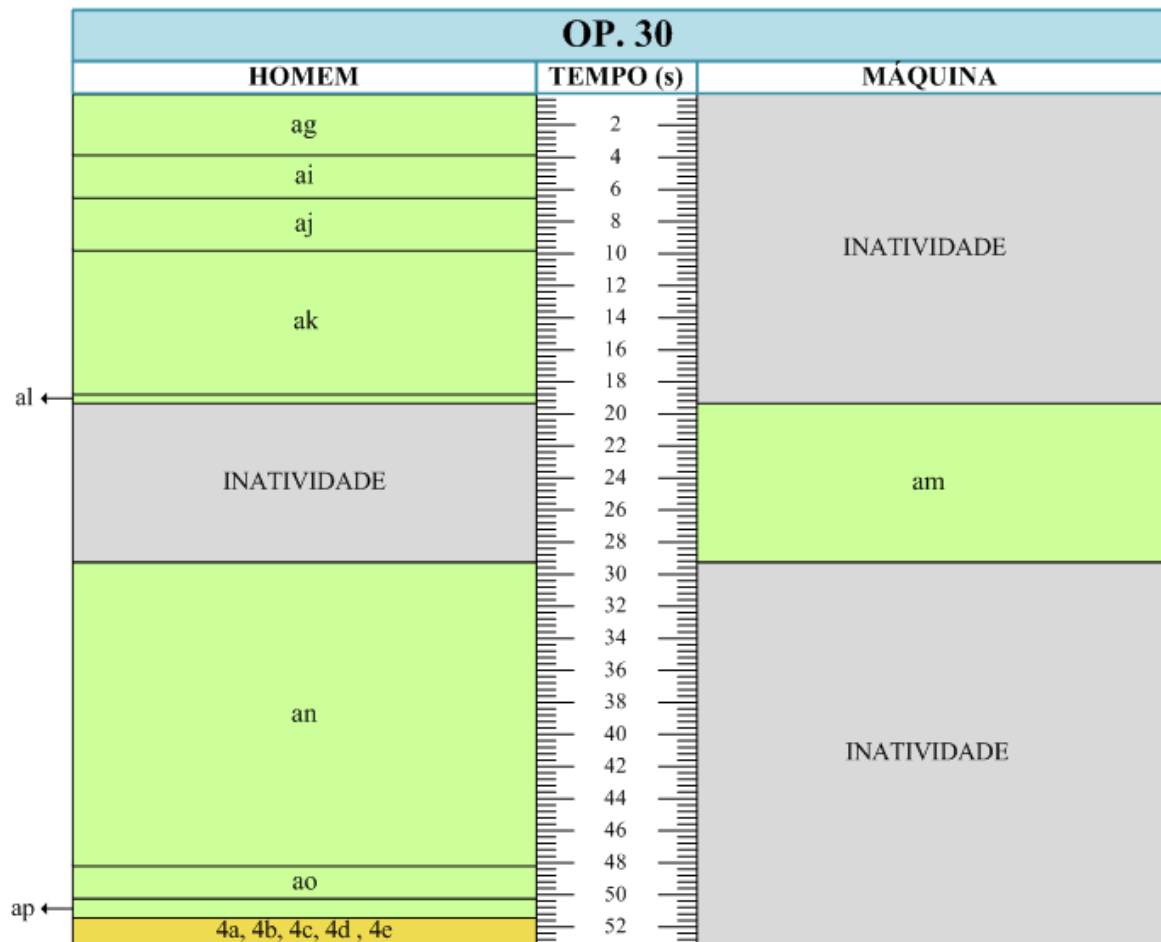 OP. 30
HOMEM TEMPO (s) MÁQUINA
ag
2
4
ai
6
aj
8
10
INATIVIDADE
12
ak
14
16
18
al
20
22
INATIVIDADE
24
am
26
28
30
32
34
36
38
an
40
INATIVIDADE
42
44
46
48
ao
50
ap
4a, 4b, 4c, 4d , 4e
52